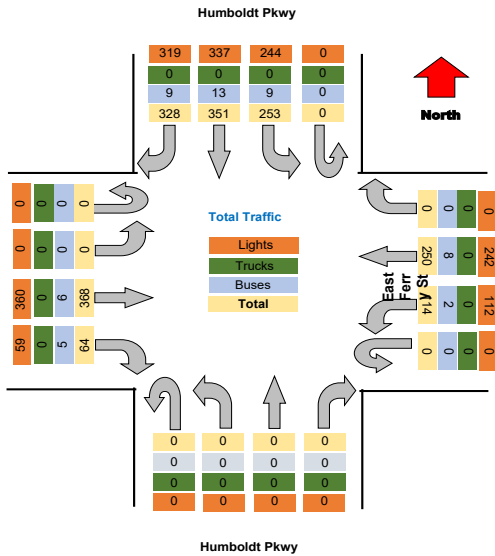 Humboldt Pkwy
319 337 244 0
0 0 0 0
9 13 9 0
328 351 253 0
North
0 0 0 0
0 0 0 0
360 0 6 368
59 0 5 64
Total Traffic
Lights
Trucks
Buses
Total
East
Ferr
y St
0 0 0 0
250 8 0 242
114 2 0 112
0 0 0 0
0 0 0 0
0 0 0 0
0 0 0 0
0 0 0 0
Humboldt Pkwy